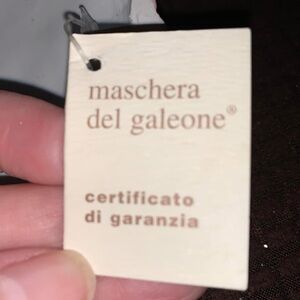 maschera
del galeone®
certificato
di garanzia